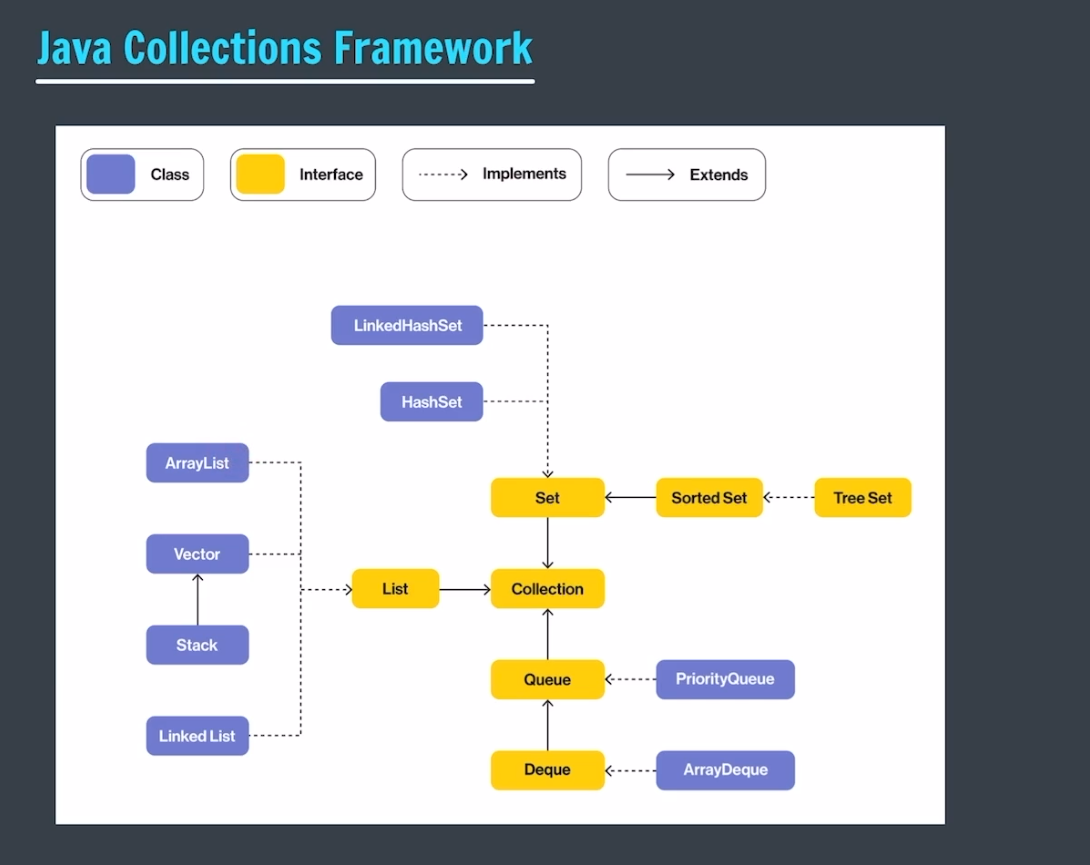 Java Collections Framework
Class
Interface
Implements
Extends
LinkedHashSet
HashSet
ArrayList
Set
Sorted Set
Tree Set
Vector
List
Collection
Stack
Queue
PriorityQueue
Linked List
Deque
ArrayDeque